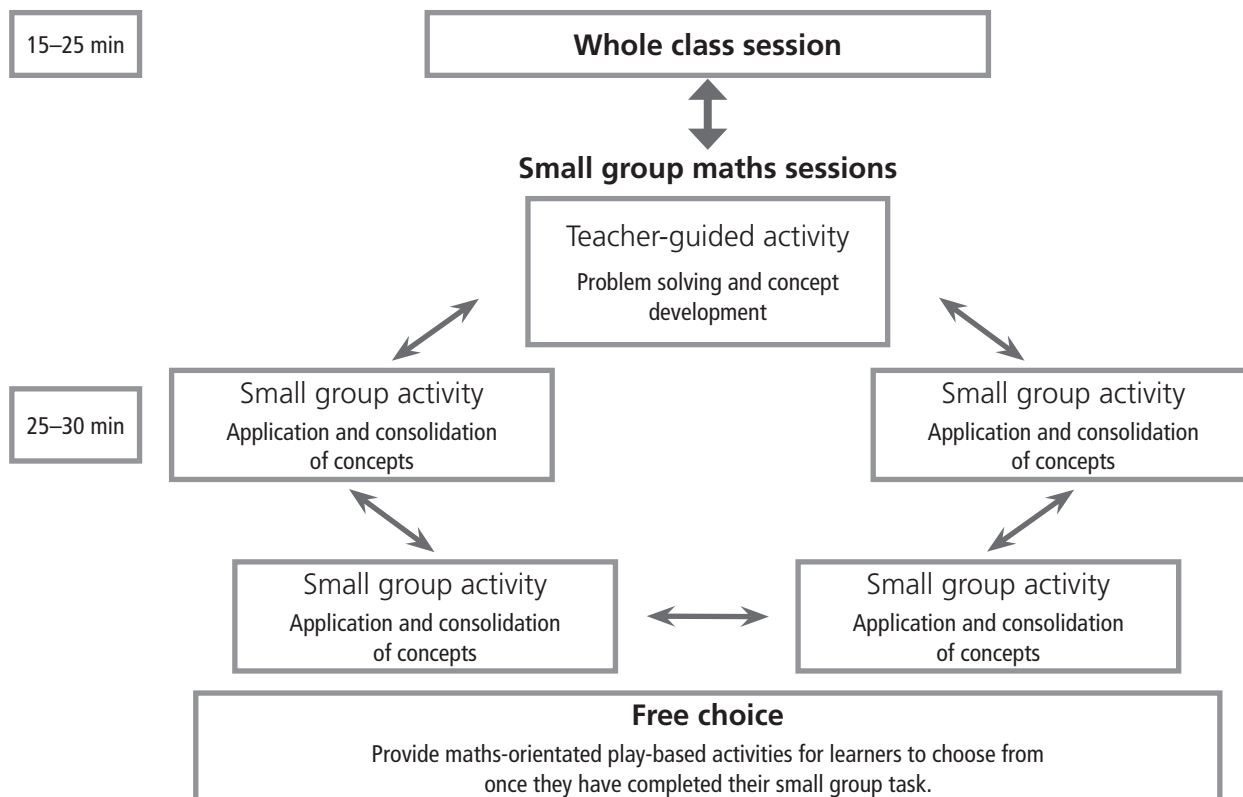 15–25 min
Whole class session
Small group maths sessions
Teacher-guided activity
Problem solving and concept
development
25–30 min
Small group activity
Application and consolidation
of concepts
Small group activity
Application and consolidation
of concepts
Small group activity
Application and consolidation
of concepts
Small group activity
Application and consolidation
of concepts
Free choice
Provide maths-orientated play-based activities for learners to choose from
once they have completed their small group task.